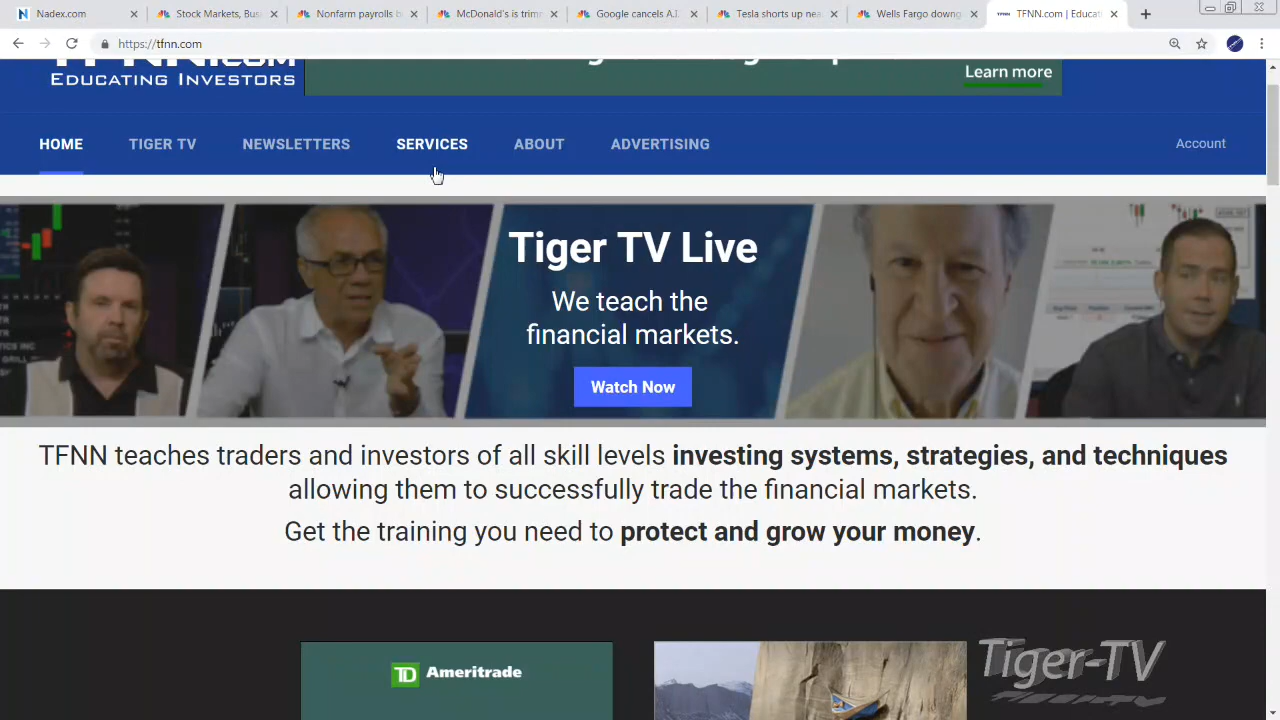 Nadex.com
Stock Markets, Busi
Nonfarm payrolls b
McDonald's is trimm
Google cancels A.I.
Tesla shorts up nea
Wells Fargo downg
TFNN.com | Educat
https://tfnn.com
TFNN.com
Educating Investors
Learn more
HOME
TIGER TV
NEWSLETTERS
SERVICES
ABOUT
ADVERTISING
Account
Tiger TV Live
We teach the
financial markets.
Watch Now
TFNN teaches traders and investors of all skill levels investing systems, strategies, and techniques
allowing them to successfully trade the financial markets.
Get the training you need to protect and grow your money.
TD Ameritrade
Tiger-TV